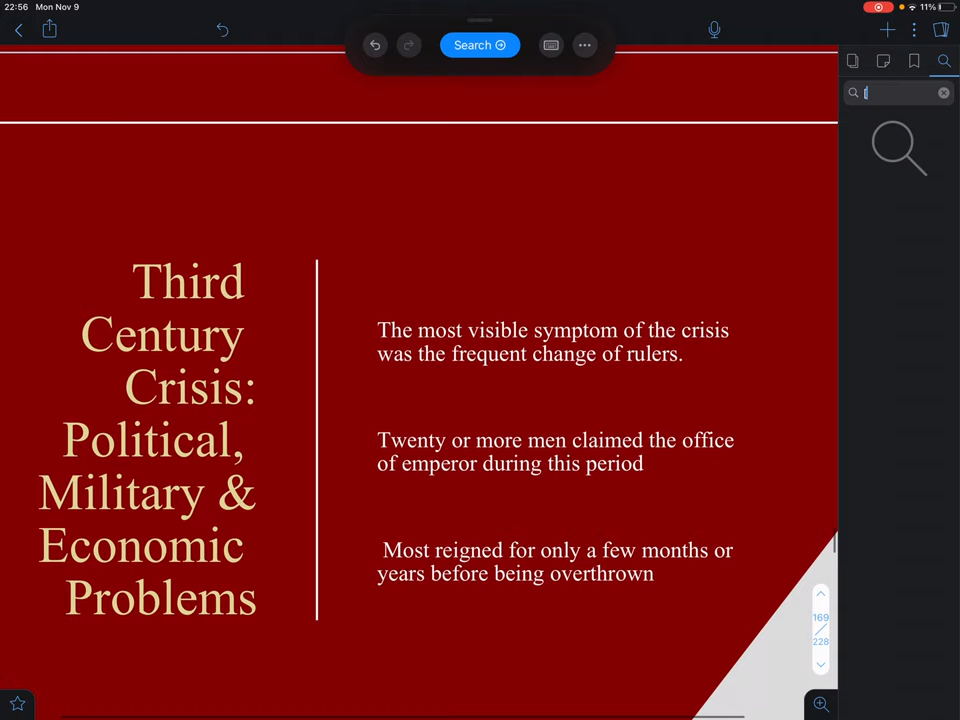 22:56 Mon Nov 9
11%
Search
Third
Century
Crisis:
Political,
Military &
Economic
Problems
The most visible symptom of the crisis
was the frequent change of rulers.
Twenty or more men claimed the office
of emperor during this period
Most reigned for only a few months or
years before being overthrown
169
228